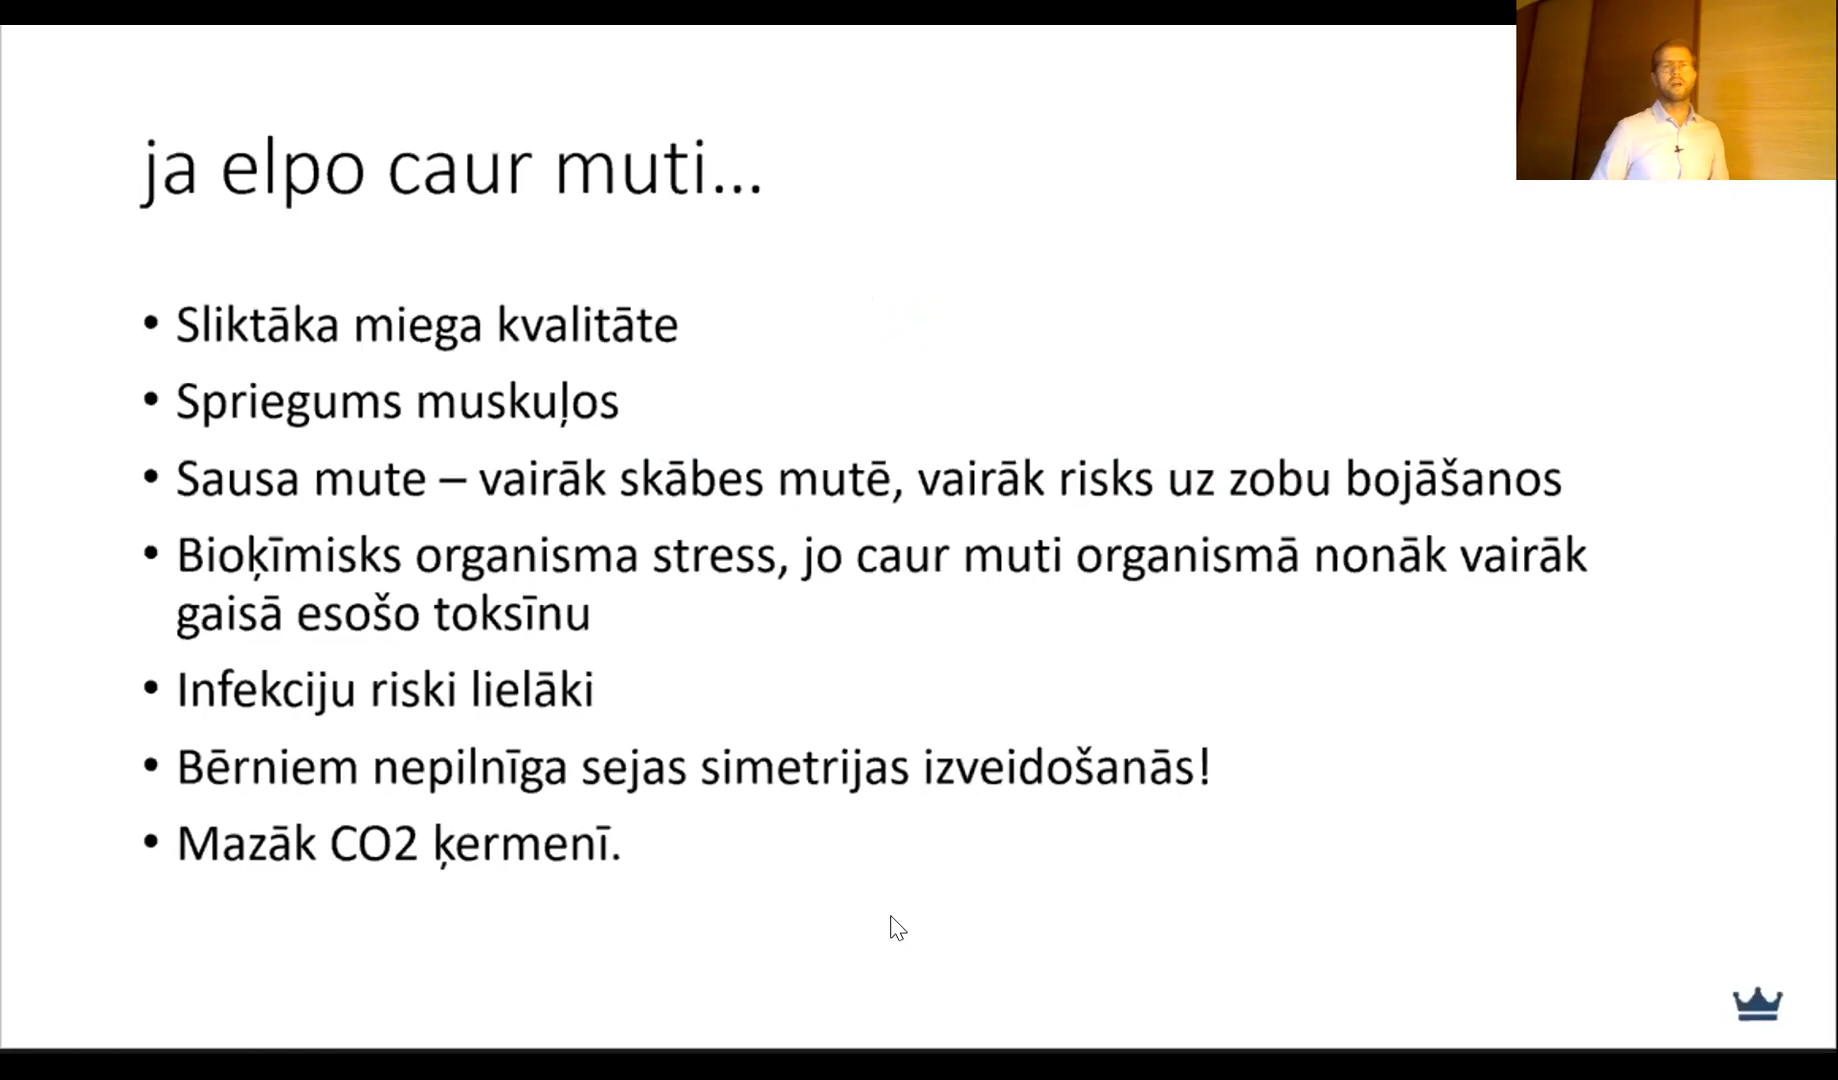 ja elpo caur muti...
• Sliktāka miega kvalitāte
• Spriegums muskuļos
• Sausa mute – vairāk skābes mutē, vairāk risks uz zobu bojāšanos
• Bioķīmisks organisma stress, jo caur muti organismā nonāk vairāk
gaisā esošo toksīnu
• Infekciju riski lielāki
• Bērniem nepilnīga sejas simetrijas izveidošanās!
• Mazāk CO2 ķermenī.